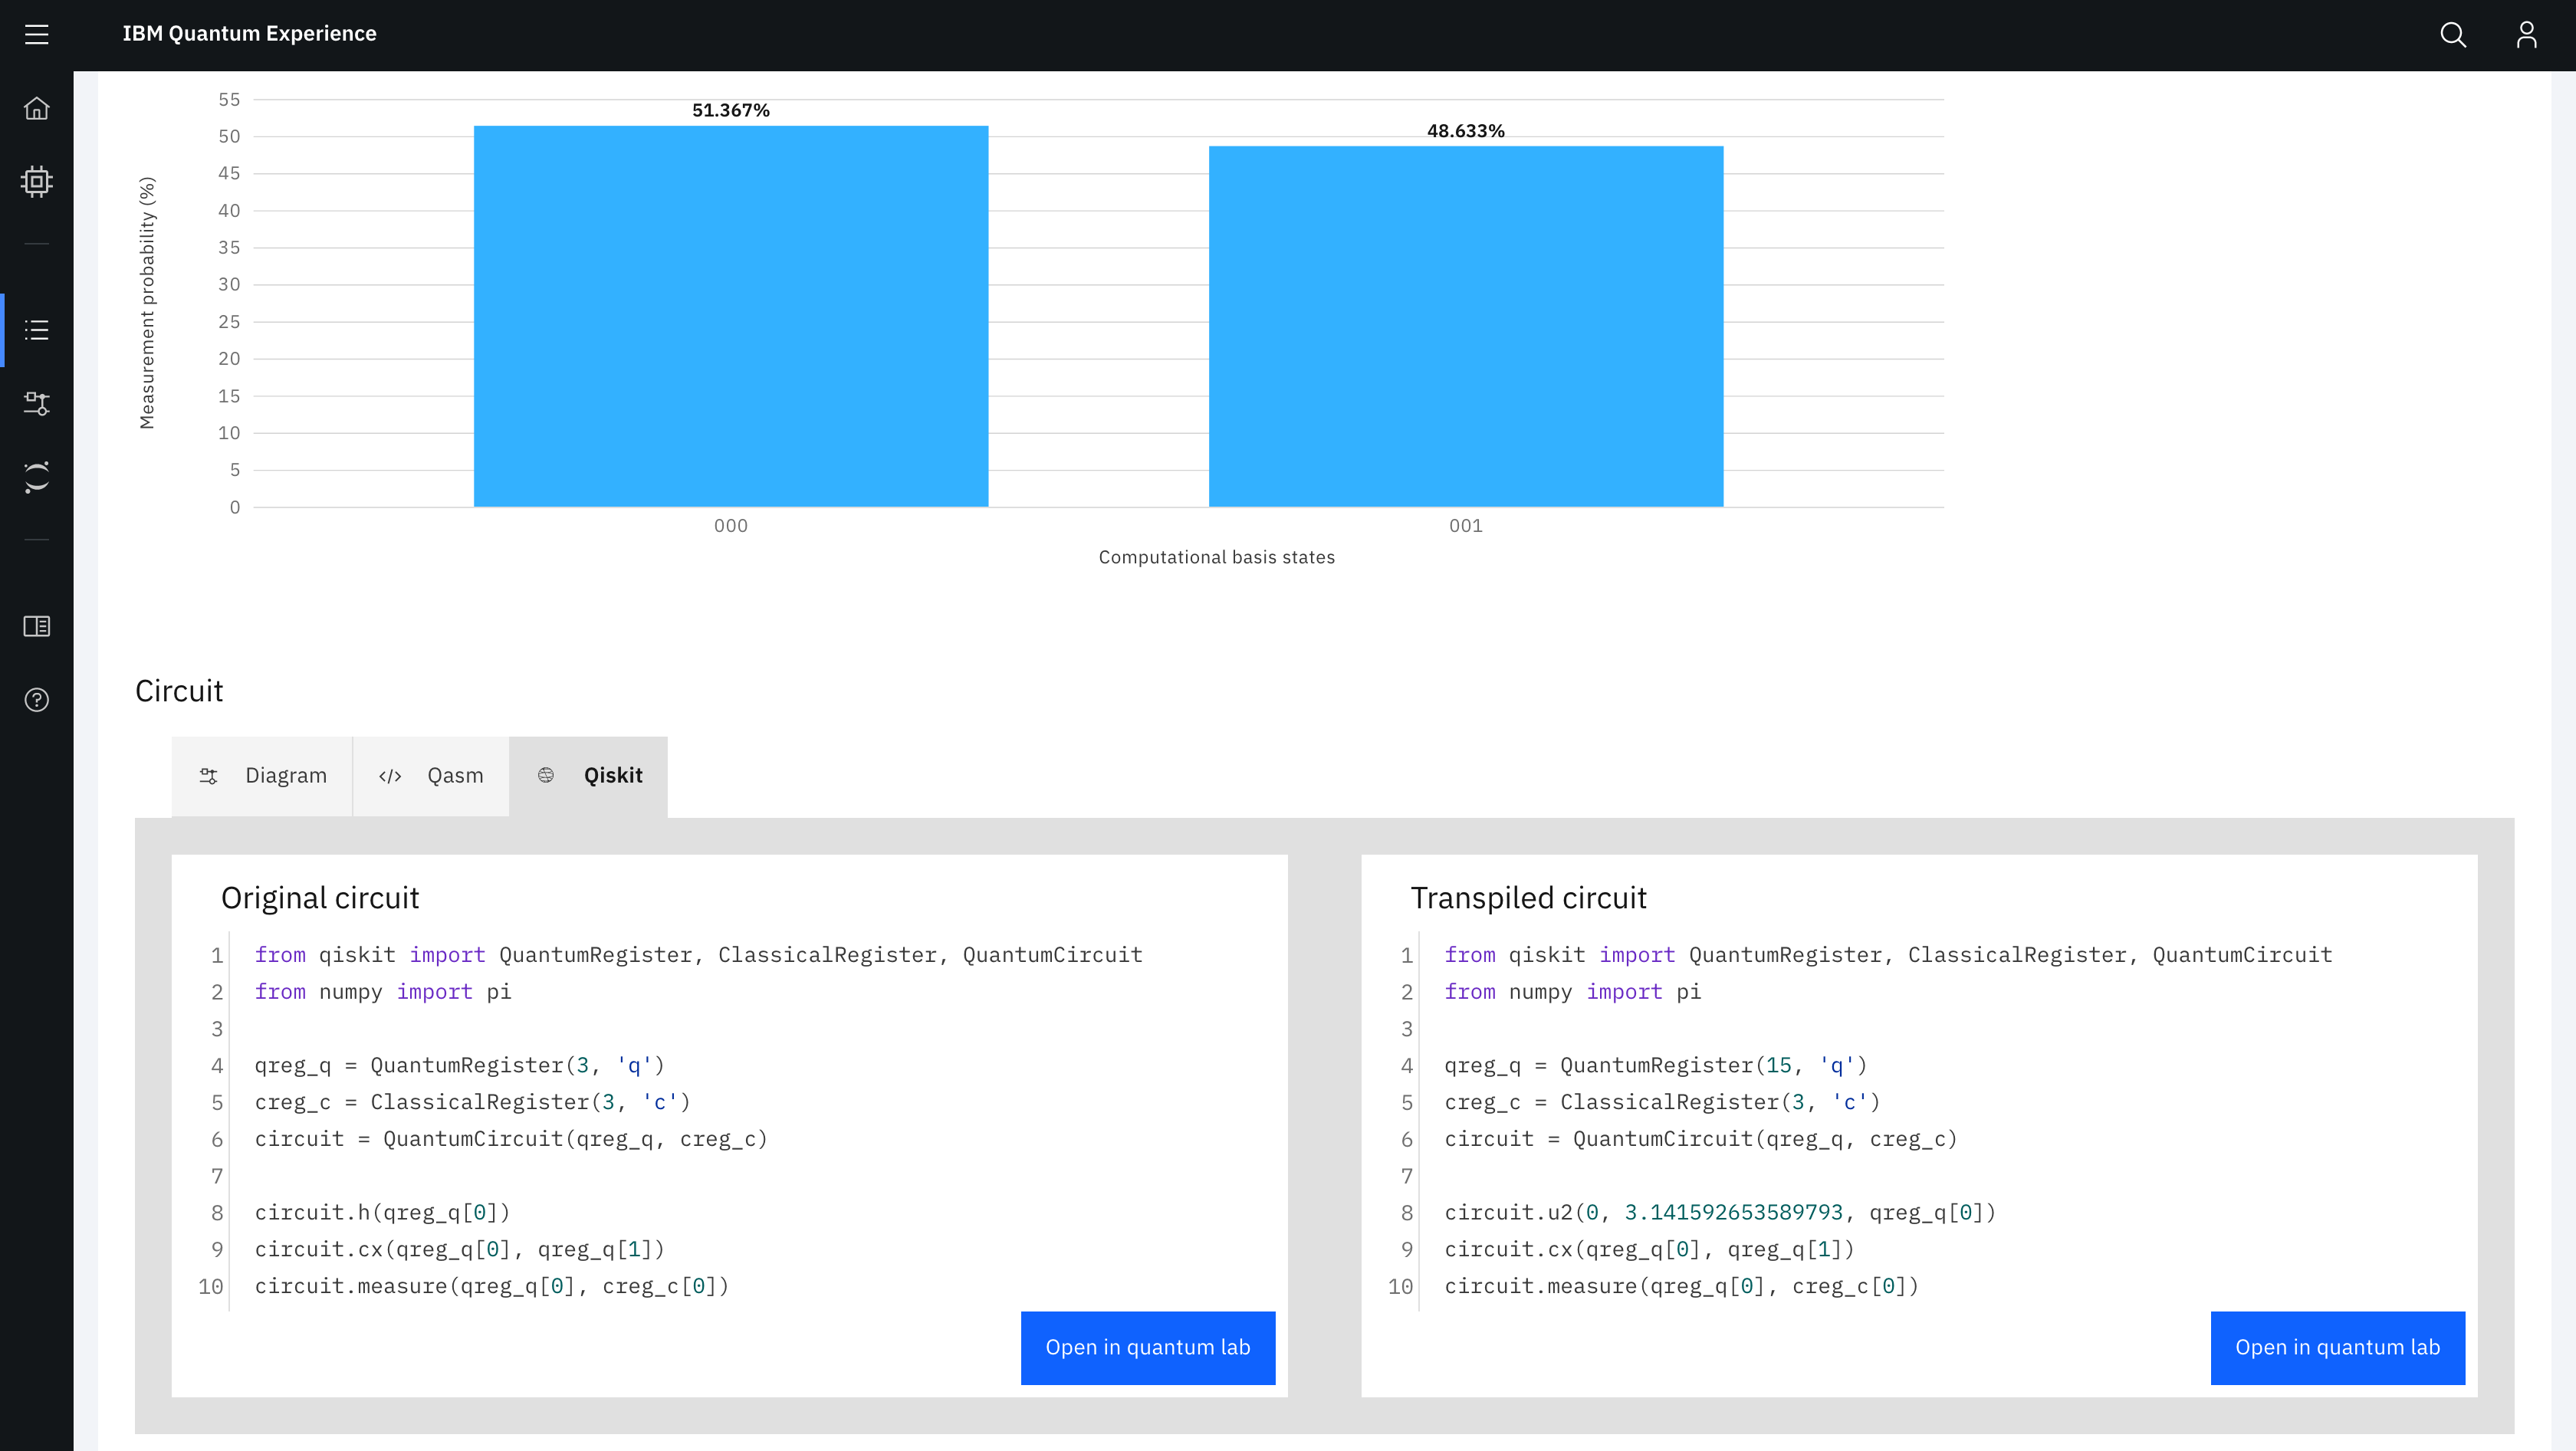 IBM Quantum Experience
55
50
45
40
35
30
25
20
15
10
5
0
Measurement probability (%)
51.367%
48.633%
000
001
Computational basis states
Circuit
Diagram
</> Qasm
Qiskit
Original circuit
1 from qiskit import QuantumRegister, ClassicalRegister, QuantumCircuit
2 from numpy import pi
3
4 qreg_q = QuantumRegister(3, 'q')
5 creg_c = ClassicalRegister(3, 'c')
6 circuit = QuantumCircuit(qreg_q, creg_c)
7
8 circuit.h(qreg_q[0])
9 circuit.cx(qreg_q[0], qreg_q[1])
10 circuit.measure(qreg_q[0], creg_c[0])
Open in quantum lab
Transpiled circuit
1 from qiskit import QuantumRegister, ClassicalRegister, QuantumCircuit
2 from numpy import pi
3
4 qreg_q = QuantumRegister(15, 'q')
5 creg_c = ClassicalRegister(3, 'c')
6 circuit = QuantumCircuit(qreg_q, creg_c)
7
8 circuit.u2(0, 3.141592653589793, qreg_q[0])
9 circuit.cx(qreg_q[0], qreg_q[1])
10 circuit.measure(qreg_q[0], creg_c[0])
Open in quantum lab